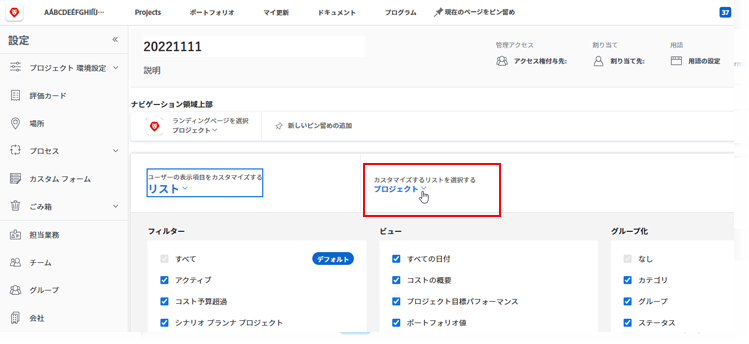 AÁBCDEÉFGHIIÍ(J)⋯
Projects
ポートフォリオ
マイ更新
ドキュメント
プログラム
現在のページをピン留め
37
設定
プロジェクト 環境設定
評価カード
場所
プロセス
カスタム フォーム
ごみ箱
担当業務
チーム
グループ
会社
20221111
説明
管理アクセス
アクセス権付与先:
割り当て
割り当て先:
用語
用語の設定
ナビゲーション領域上部
ランディングページを選択
プロジェクト
新しいピン留めの追加
ユーザーの表示項目をカスタマイズする
リスト
カスタマイズするリストを選択する
プロジェクト
フィルター
すべて
デフォルト
アクティブ
コスト予算超過
シナリオ プランナ プロジェクト
ビュー
すべての日付
コストの概要
プロジェクト目標パフォーマンス
ポートフォリオ値
グループ化
なし
カテゴリ
グループ
ステータス